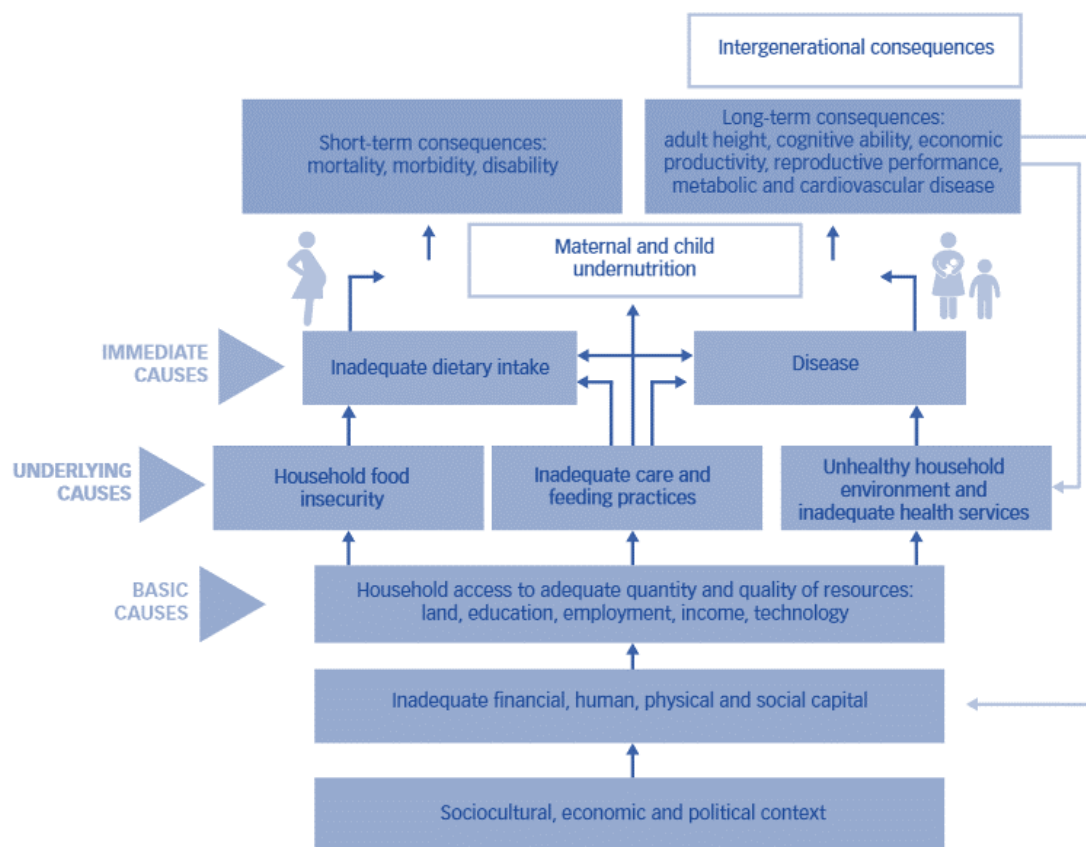 Intergenerational consequences
Short-term consequences:
mortality, morbidity, disability
Long-term consequences:
adult height, cognitive ability, economic
productivity, reproductive performance,
metabolic and cardiovascular disease
Maternal and child
undernutrition
IMMEDIATE
CAUSES
Inadequate dietary intake
Disease
UNDERLYING
CAUSES
Household food
insecurity
Inadequate care and
feeding practices
Unhealthy household
environment and
inadequate health services
BASIC
CAUSES
Household access to adequate quantity and quality of resources:
land, education, employment, income, technology
Inadequate financial, human, physical and social capital
Sociocultural, economic and political context